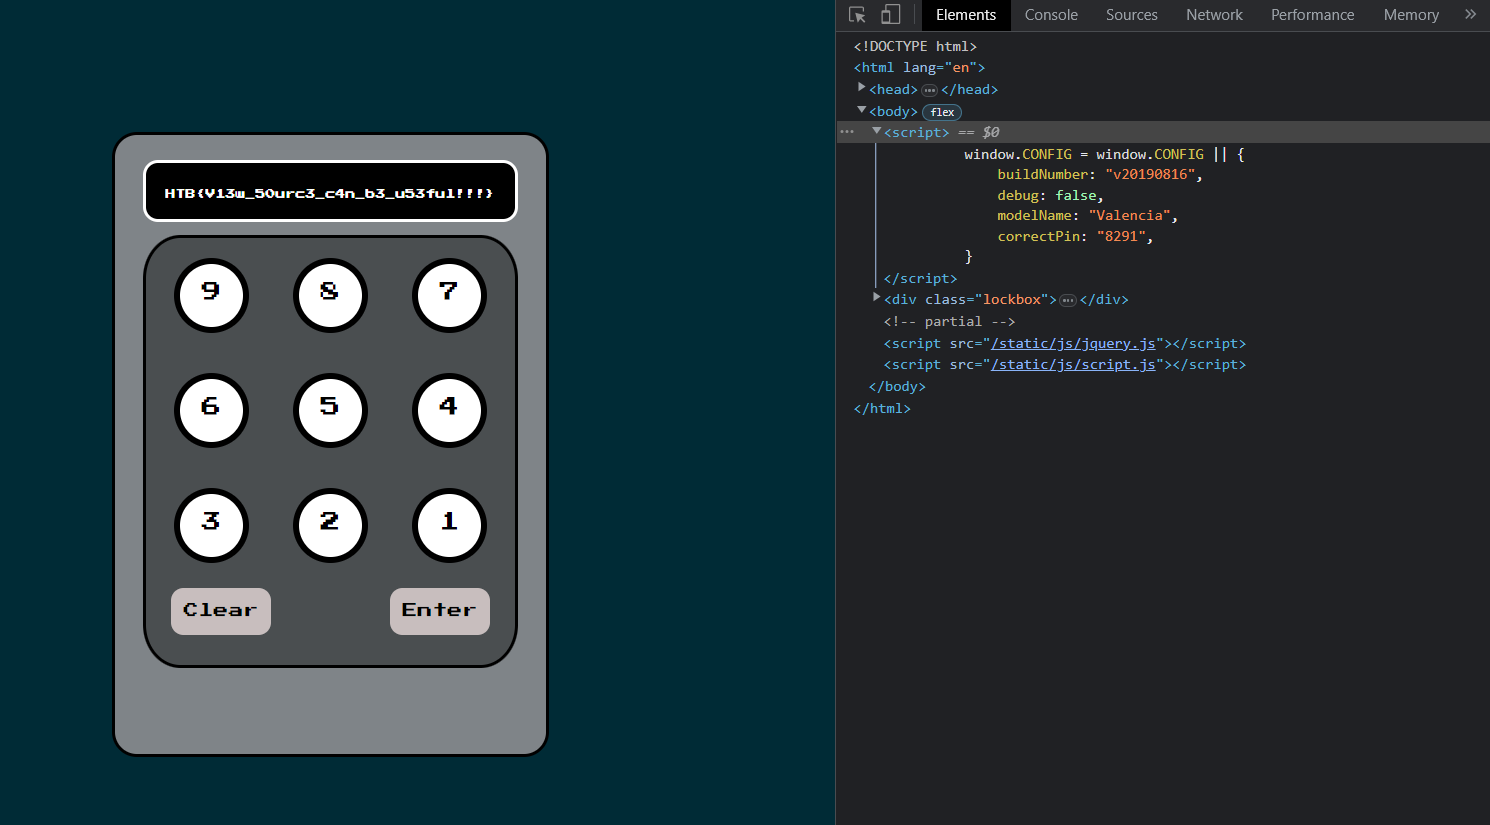 HTB{V13w_50urc3_c4n_b3_u53ful!!!}
9 8 7
6 5 4
3 2 1
Clear Enter
Elements Console Sources Network Performance Memory »
<!DOCTYPE html>
<html lang="en">
<head> ··· </head>
<body> flex
··· <script> == $0
window.CONFIG = window.CONFIG || {
buildNumber: "v20190816",
debug: false,
modelName: "Valencia",
correctPin: "8291",
}
</script>
<div class="lockbox"> ··· </div>
<!-- partial -->
<script src="/static/js/jquery.js"></script>
<script src="/static/js/script.js"></script>
</body>
</html>